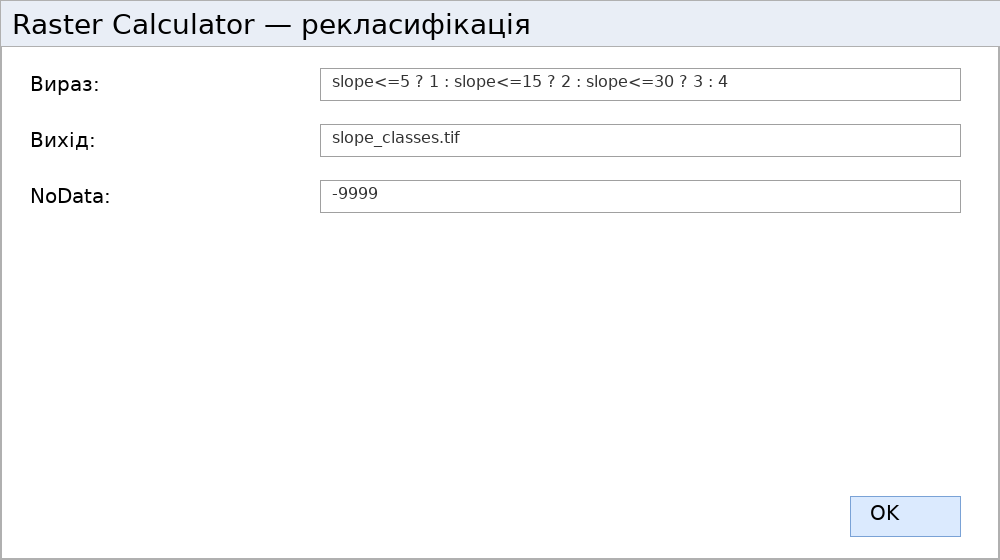 Raster Calculator — рекласифікація
Вираз: slope<=5 ? 1 : slope<=15 ? 2 : slope<=30 ? 3 : 4
Вихід: slope_classes.tif
NoData: -9999
OK